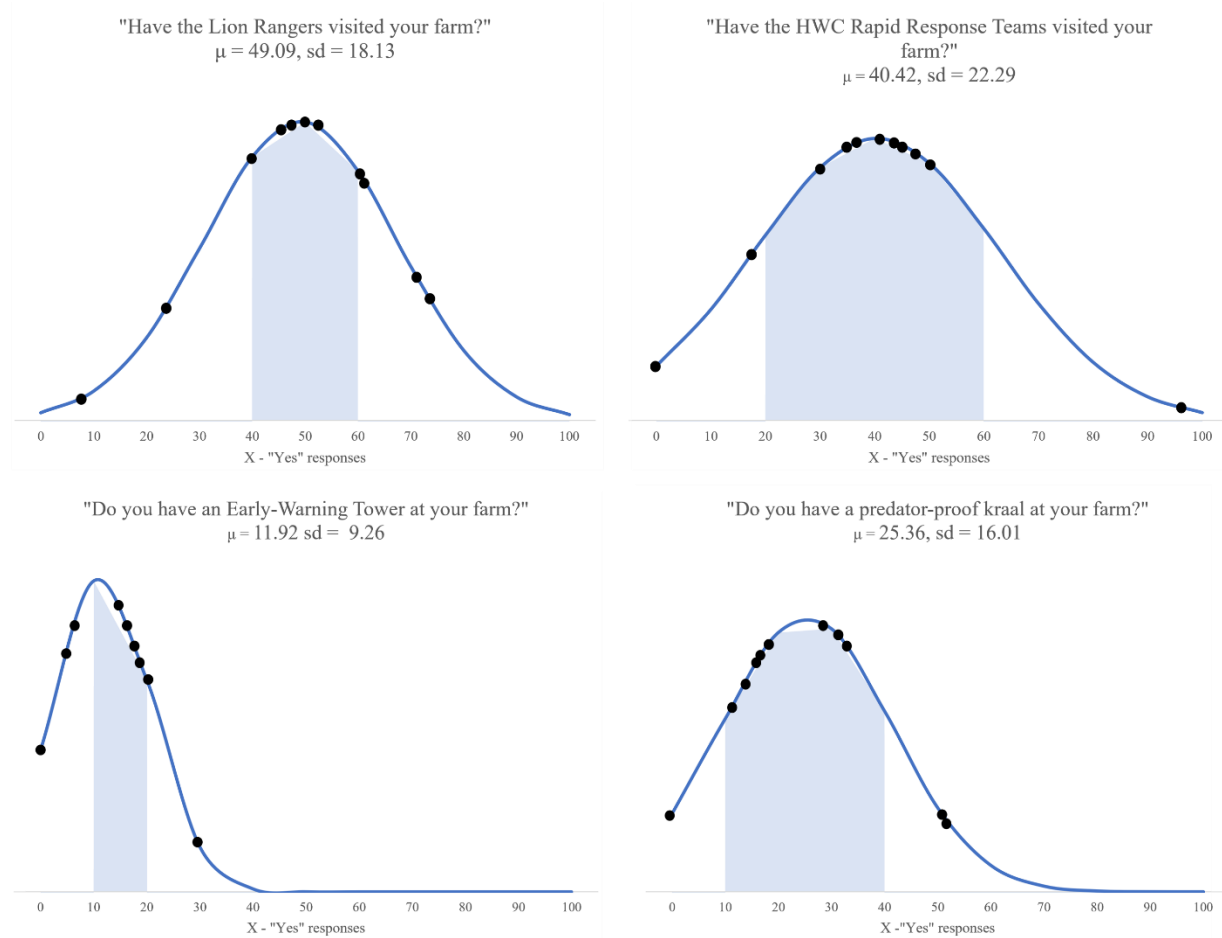 "Have the Lion Rangers visited your farm?"
μ = 49.09, sd = 18.13
0 10 20 30 40 50 60 70 80 90 100
X - "Yes" responses
"Have the HWC Rapid Response Teams visited your
farm?"
μ = 40.42, sd = 22.29
0 10 20 30 40 50 60 70 80 90 100
X - "Yes" responses
"Do you have an Early-Warning Tower at your farm?"
μ = 11.92 sd = 9.26
0 10 20 30 40 50 60 70 80 90 100
X - "Yes" responses
"Do you have a predator-proof kraal at your farm?"
μ = 25.36, sd = 16.01
0 10 20 30 40 50 60 70 80 90 100
X - "Yes" responses